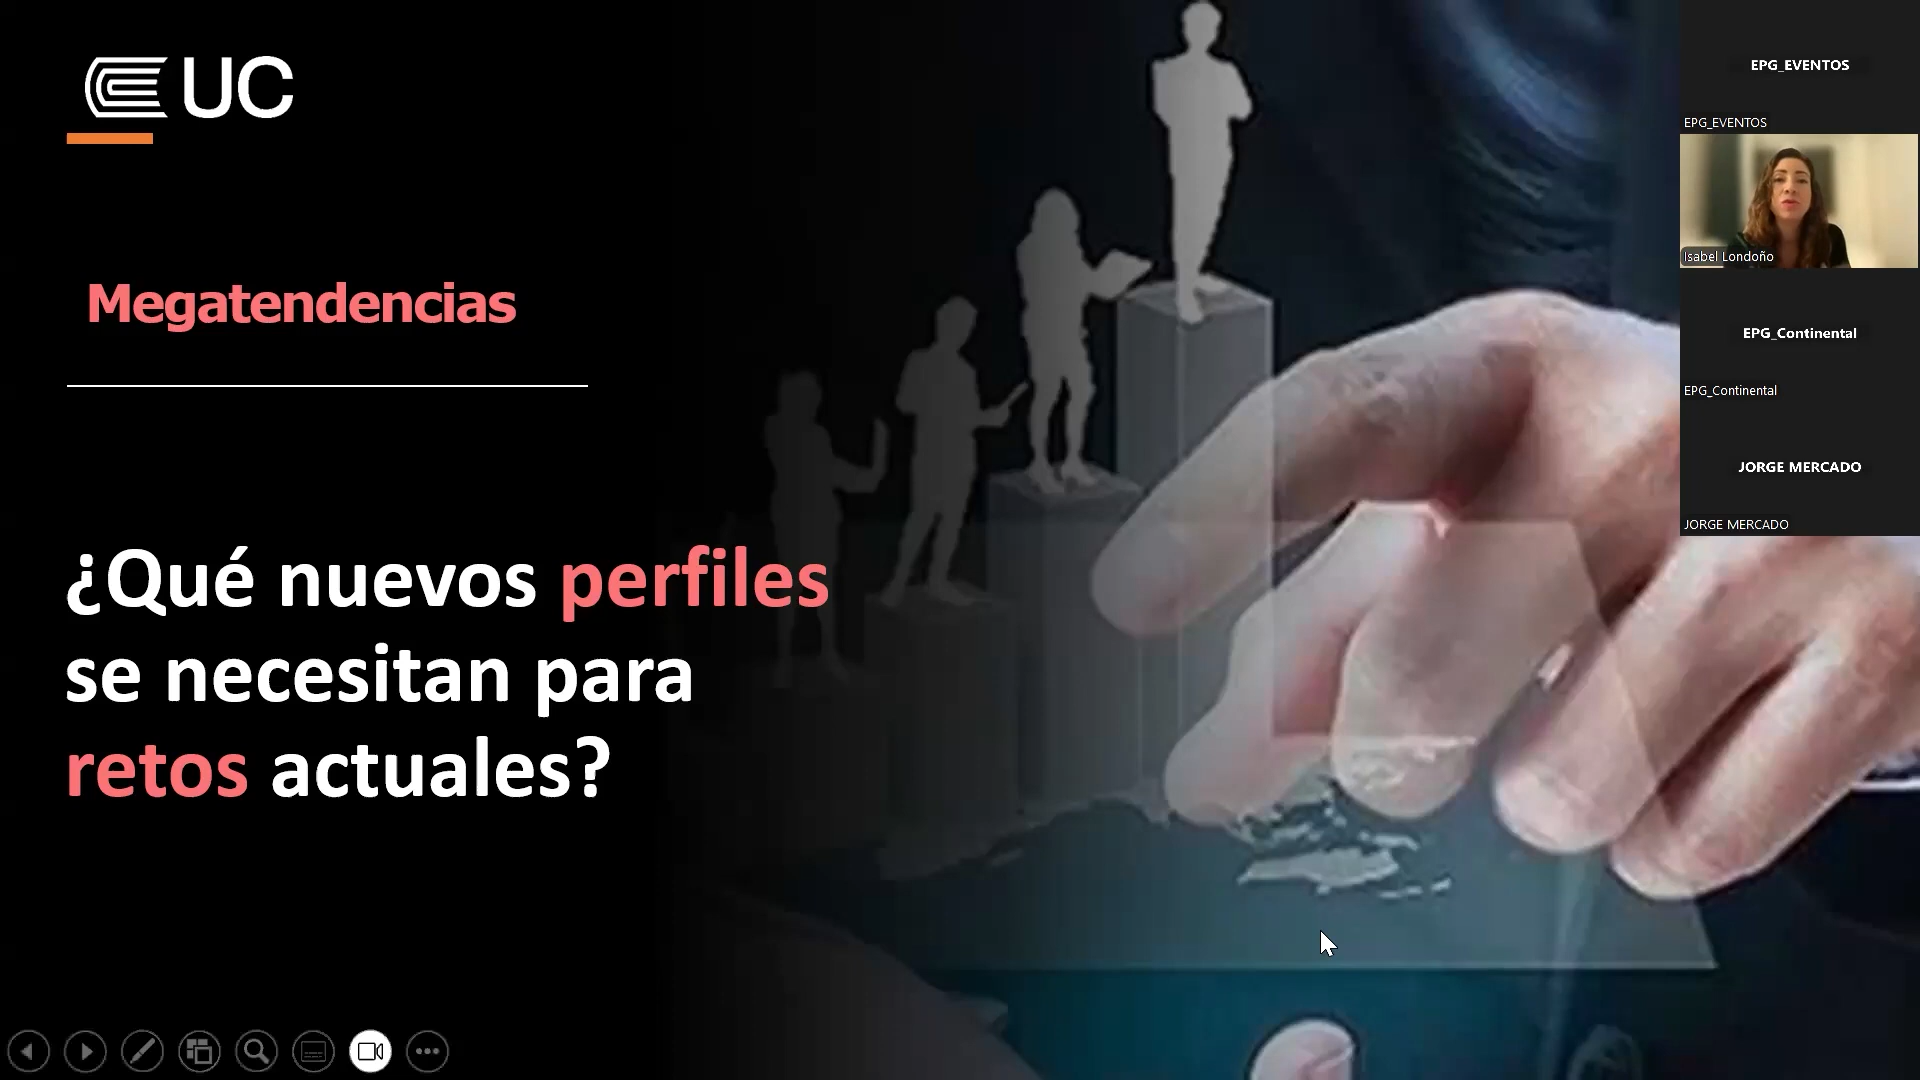 UC
Megatendencias
¿Qué nuevos perfiles
se necesitan para
retos actuales?
EPG_EVENTOS
EPG_EVENTOS
Isabel Londoño
EPG_Continental
EPG_Continental
JORGE MERCADO
JORGE MERCADO